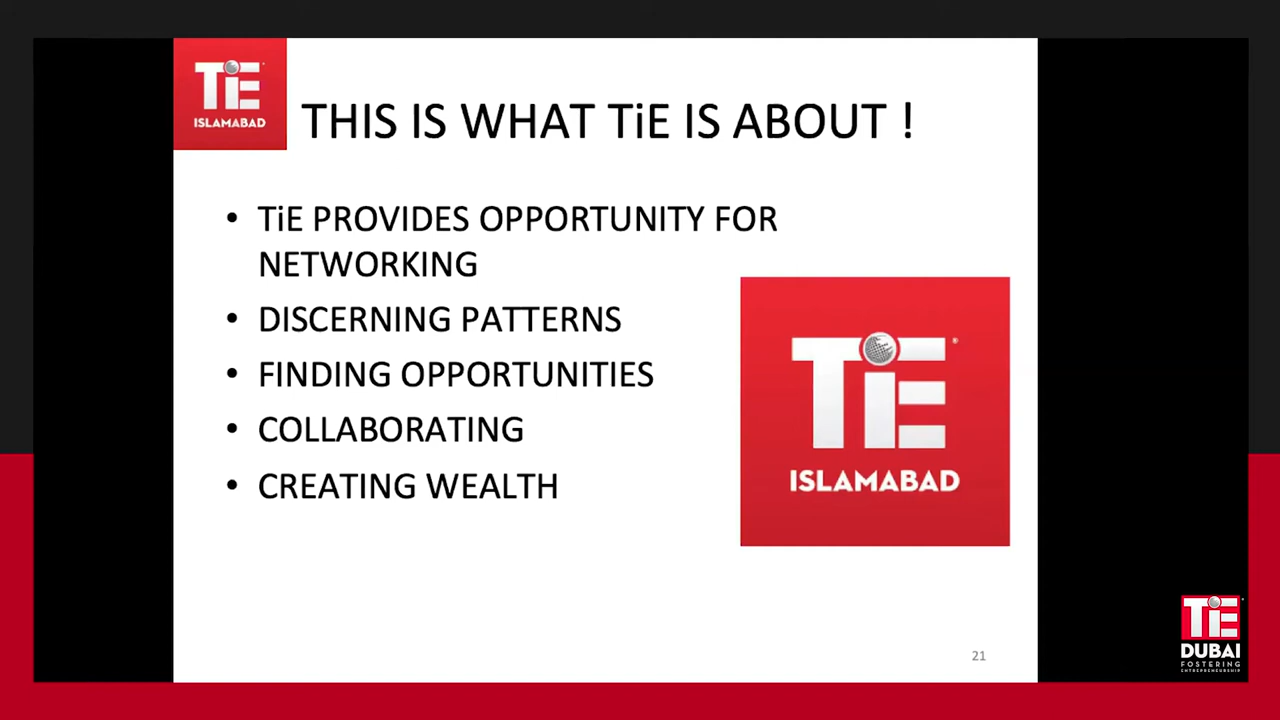 TiE
ISLAMABAD
THIS IS WHAT TiE IS ABOUT !
• TiE PROVIDES OPPORTUNITY FOR
NETWORKING
• DISCERNING PATTERNS
• FINDING OPPORTUNITIES
• COLLABORATING
• CREATING WEALTH
TiE
ISLAMABAD
21
TiE
DUBAI
FOSTERING
ENTREPRENEURSHIP